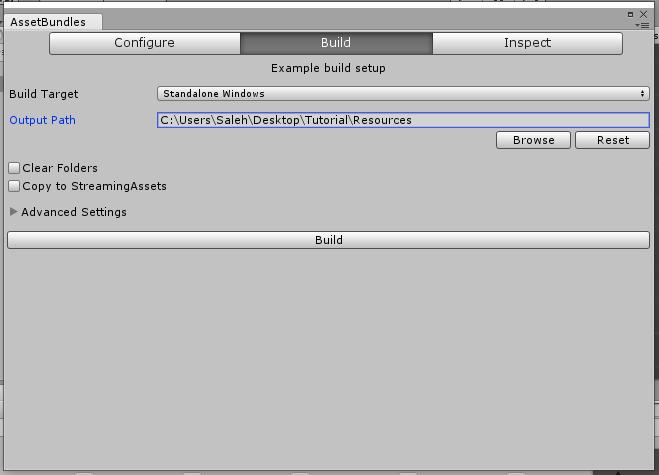 AssetBundles
Configure Build Inspect
Example build setup
Build Target Standalone Windows
Output Path C:\Users\Saleh\Desktop\Tutorial\Resources
Browse Reset
Clear Folders
Copy to StreamingAssets
Advanced Settings
Build